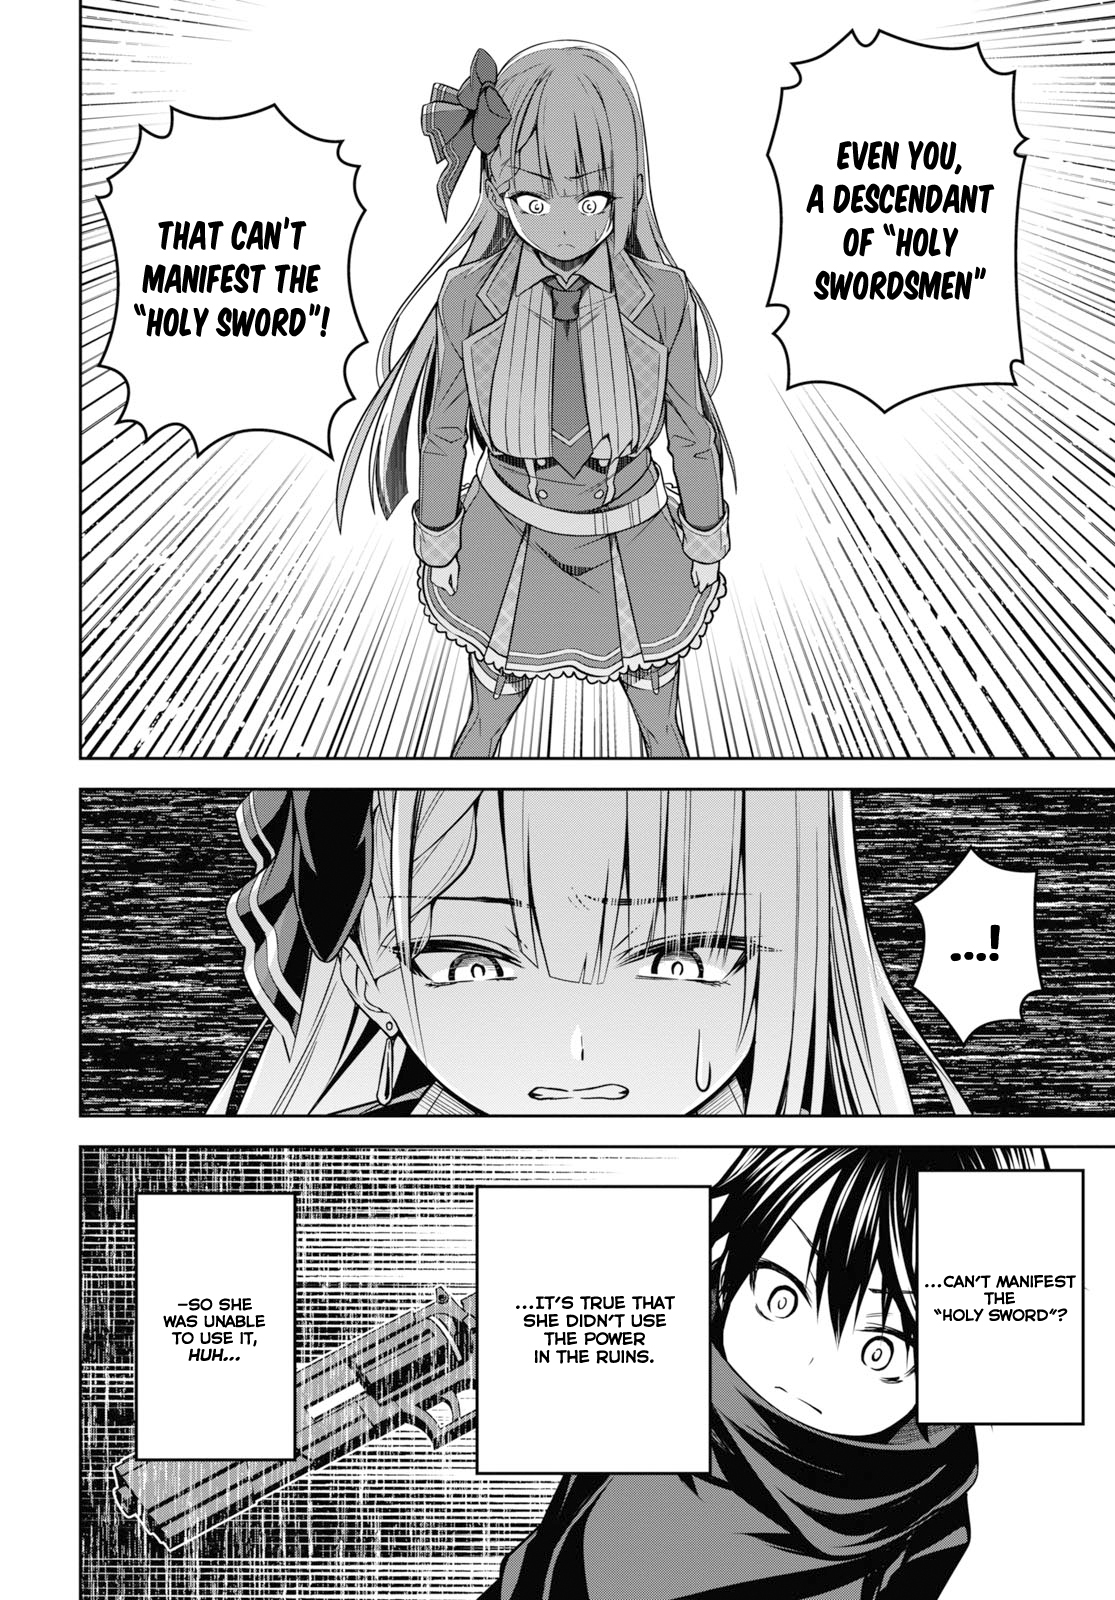 EVEN YOU,
A DESCENDANT
OF "HOLY
SWORDSMEN"
THAT CAN'T
MANIFEST THE
"HOLY SWORD"!
....!
...CAN'T MANIFEST
THE
"HOLY SWORD"?
...IT'S TRUE THAT
SHE DIDN'T USE
THE POWER
IN THE RUINS.
–SO SHE
WAS UNABLE
TO USE IT,
HUH...